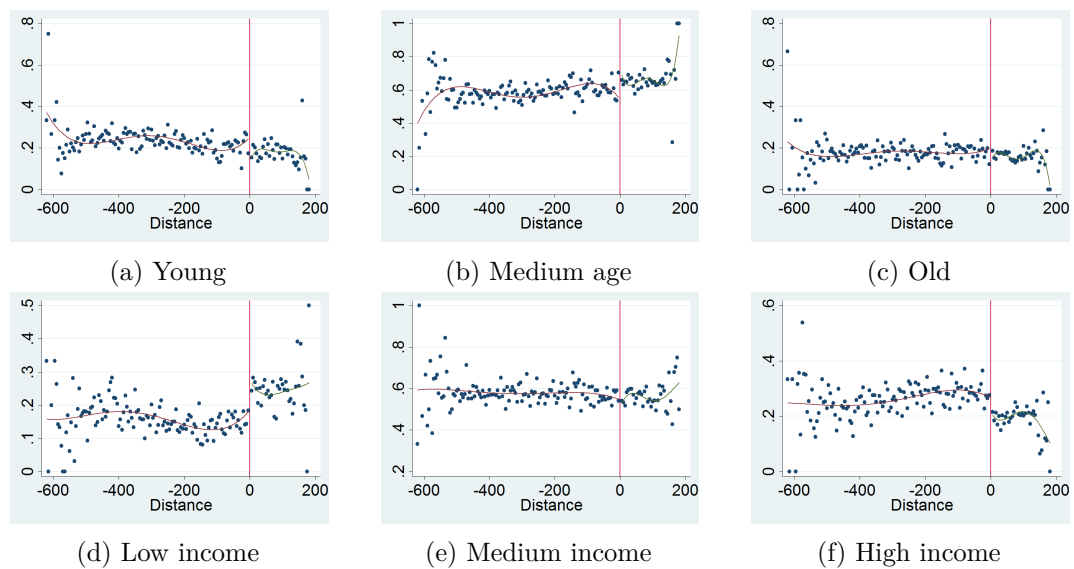 0 .2 .4 .6 .8
-600 -400 -200 0 200
Distance
(a) Young
0 .2 .4 .6 .8 1
-600 -400 -200 0 200
Distance
(b) Medium age
0 .2 .4 .6 .8
-600 -400 -200 0 200
Distance
(c) Old
0 .1 .2 .3 .4 .5
-600 -400 -200 0 200
Distance
(d) Low income
.2 .4 .6 .8 1
-600 -400 -200 0 200
Distance
(e) Medium income
0 .2 .4 .6
-600 -400 -200 0 200
Distance
(f) High income